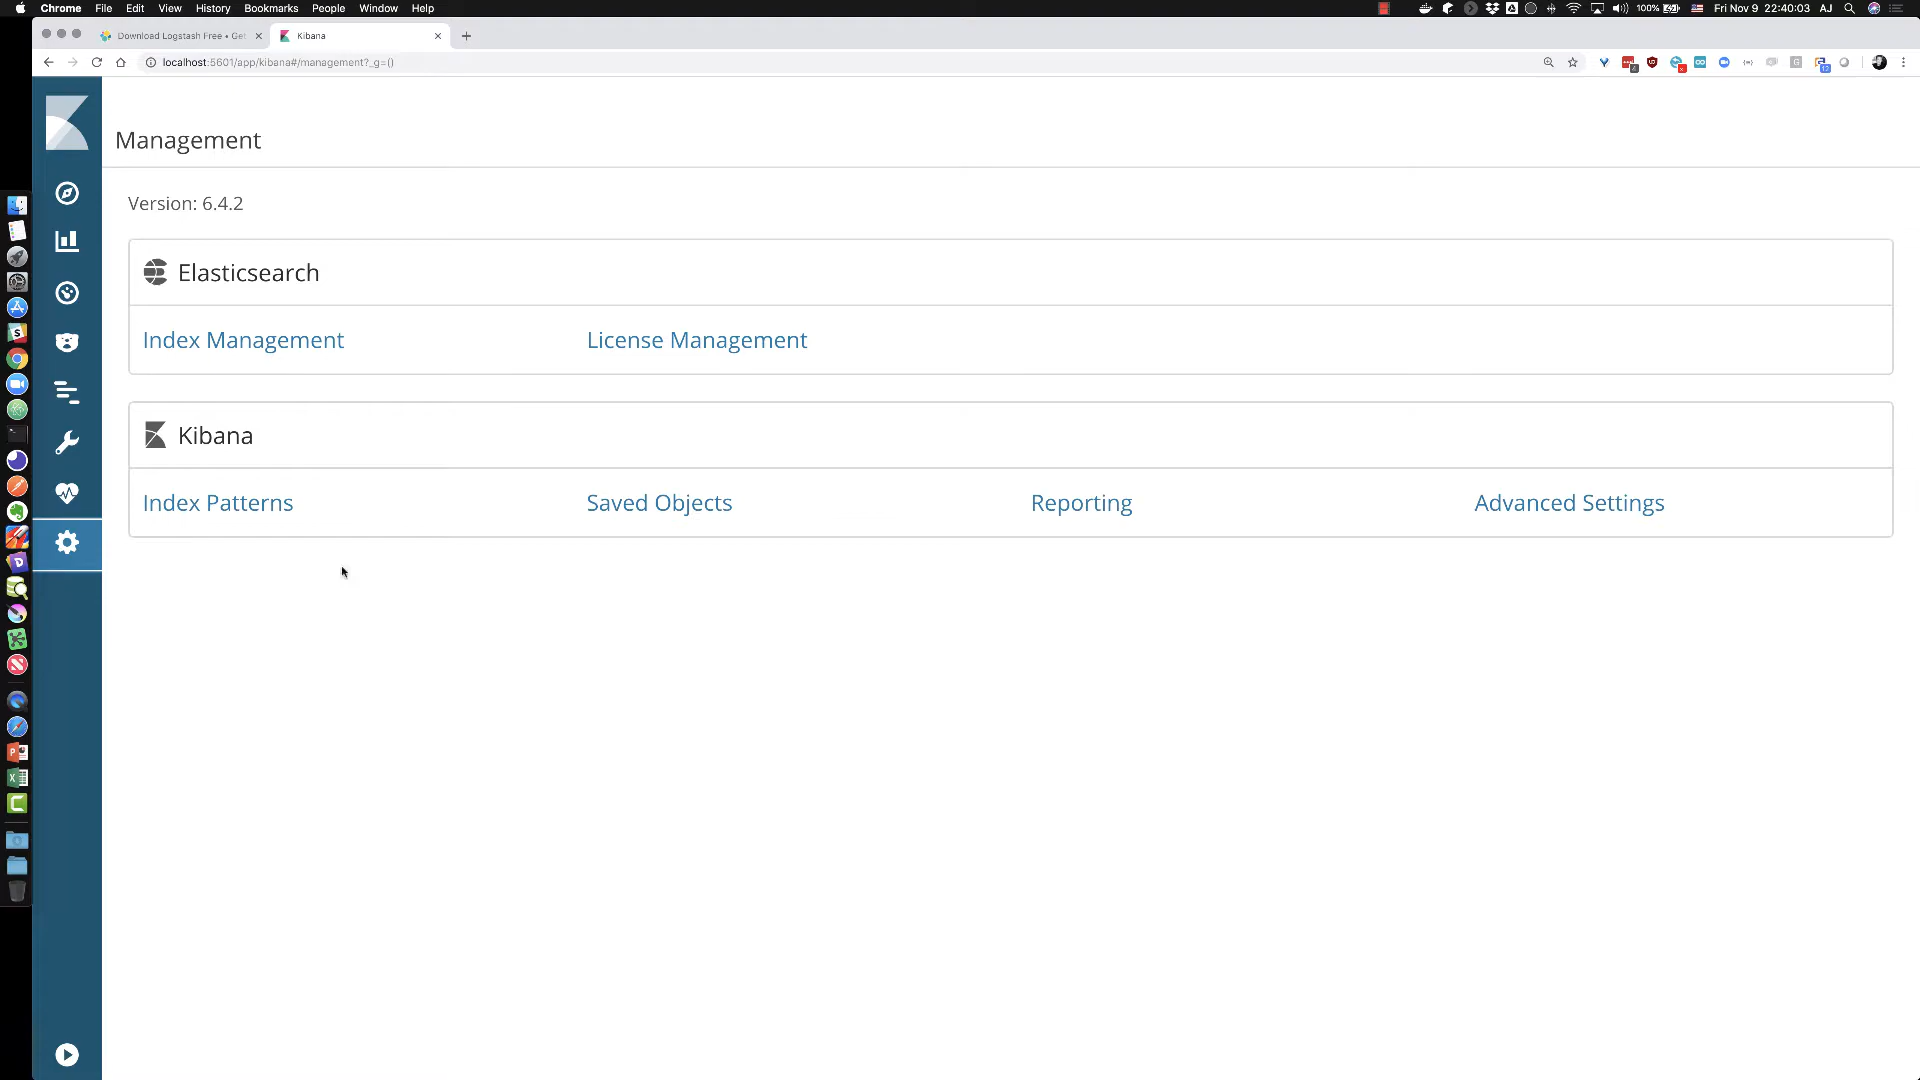 Chrome File Edit View History Bookmarks People Window Help
100% Fri Nov 9 22:40:03 AJ
Download Logstash Free • Get
Kibana
localhost:5601/app/kibana#/management?_g=()
Management
Version: 6.4.2
Elasticsearch
Index Management License Management
Kibana
Index Patterns Saved Objects Reporting Advanced Settings